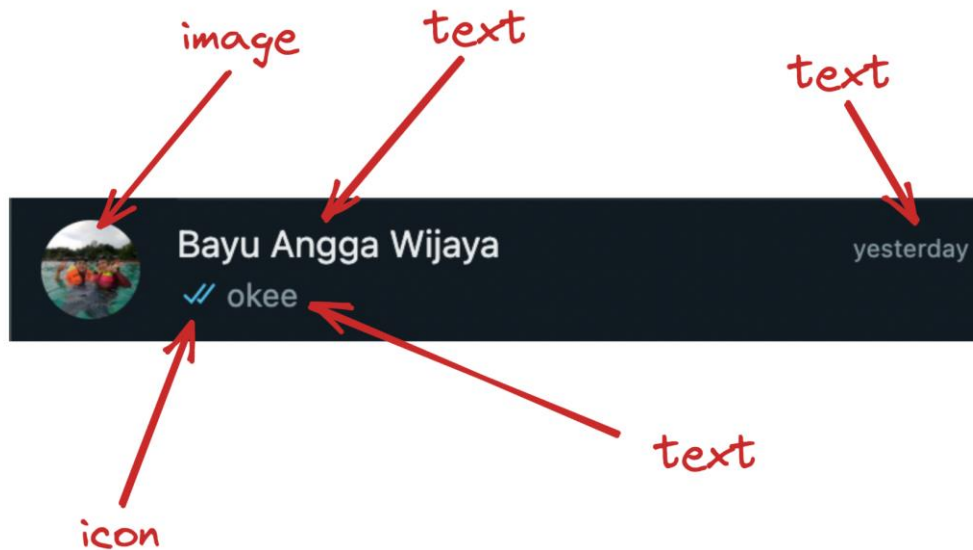 image
text
text
Bayu Angga Wijaya
yesterday
okee
text
icon